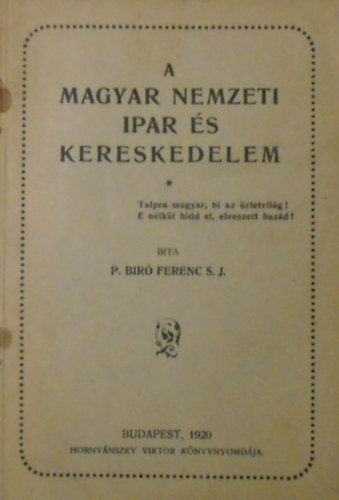 A
MAGYAR NEMZETI
IPAR ÉS
KERESKEDELEM
*
Talpra magyar, hí az üzletvilág!
E nélkül hidd el, elveszett hazád!
IRTA
P. BIRÓ FERENC S. J.
BUDAPEST, 1920
HORNYÁNSZKY VIKTOR KÖNYVNYOMDÁJA.